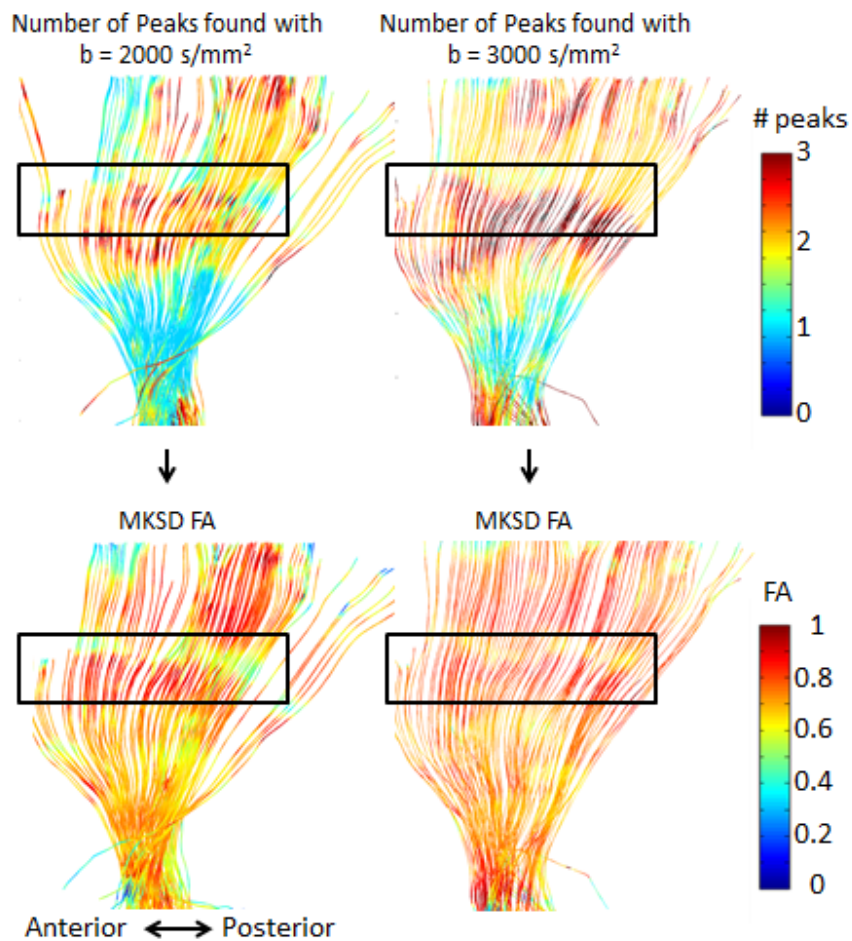 Number of Peaks found with
b = 2000 s/mm²
Number of Peaks found with
b = 3000 s/mm²
# peaks
3
2
1
0
MKSD FA
MKSD FA
FA
1
0.8
0.6
0.4
0.2
0
Anterior
Posterior